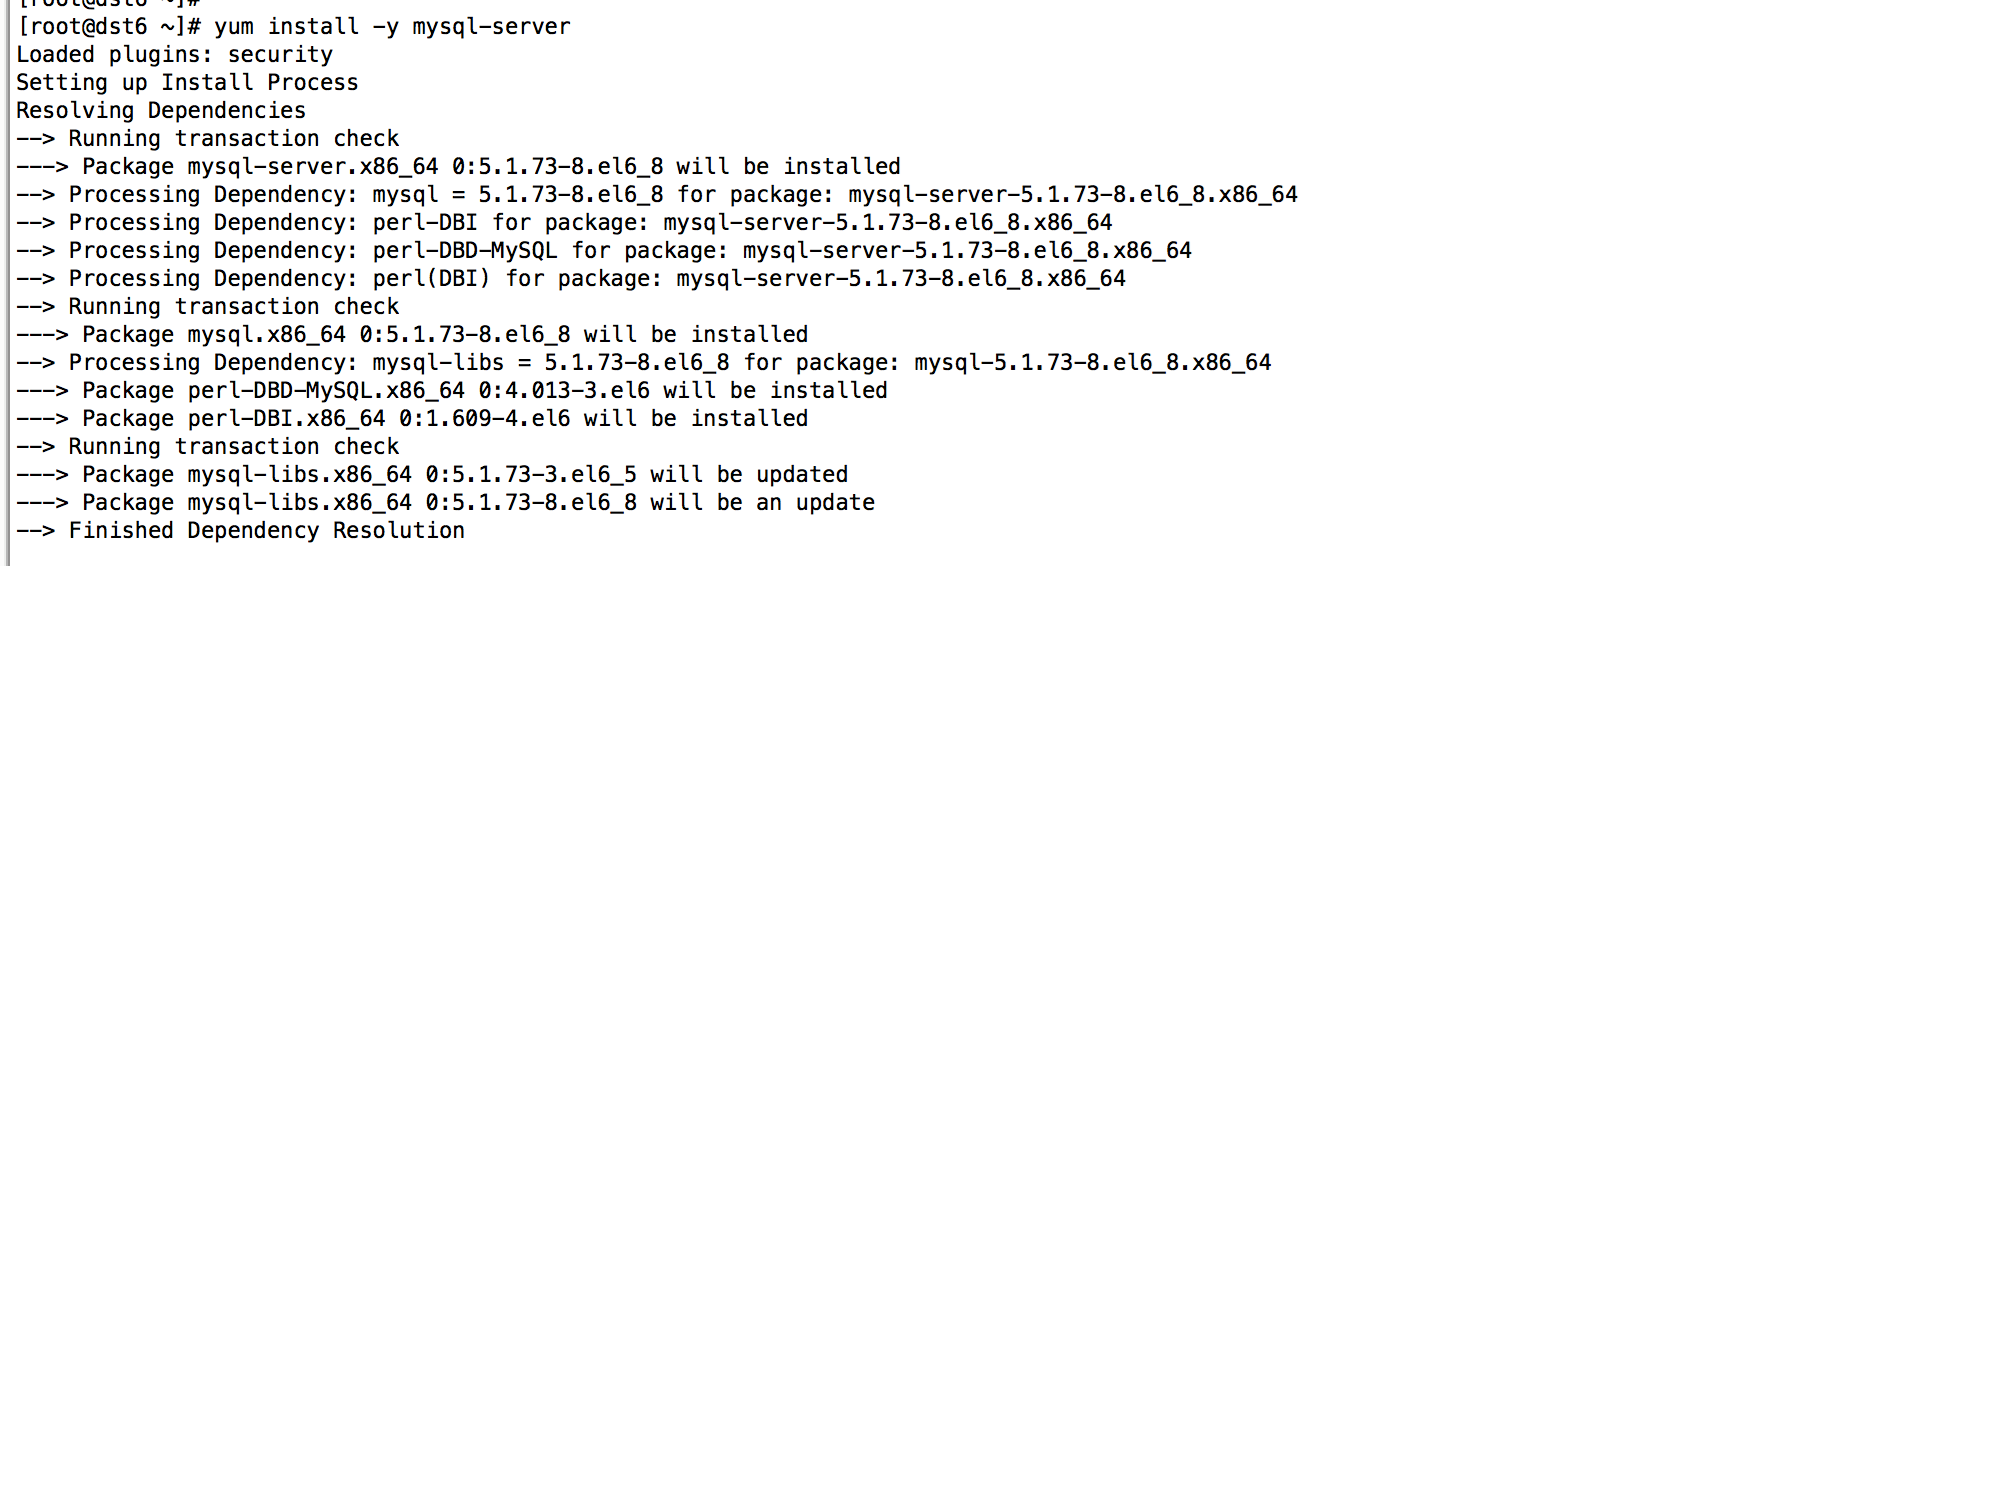 [root@dst6 ~]#
[root@dst6 ~]# yum install -y mysql-server
Loaded plugins: security
Setting up Install Process
Resolving Dependencies
--> Running transaction check
---> Package mysql-server.x86_64 0:5.1.73-8.el6_8 will be installed
--> Processing Dependency: mysql = 5.1.73-8.el6_8 for package: mysql-server-5.1.73-8.el6_8.x86_64
--> Processing Dependency: perl-DBI for package: mysql-server-5.1.73-8.el6_8.x86_64
--> Processing Dependency: perl-DBD-MySQL for package: mysql-server-5.1.73-8.el6_8.x86_64
--> Processing Dependency: perl(DBI) for package: mysql-server-5.1.73-8.el6_8.x86_64
--> Running transaction check
---> Package mysql.x86_64 0:5.1.73-8.el6_8 will be installed
--> Processing Dependency: mysql-libs = 5.1.73-8.el6_8 for package: mysql-5.1.73-8.el6_8.x86_64
---> Package perl-DBD-MySQL.x86_64 0:4.013-3.el6 will be installed
---> Package perl-DBI.x86_64 0:1.609-4.el6 will be installed
--> Running transaction check
---> Package mysql-libs.x86_64 0:5.1.73-3.el6_5 will be updated
---> Package mysql-libs.x86_64 0:5.1.73-8.el6_8 will be an update
--> Finished Dependency Resolution